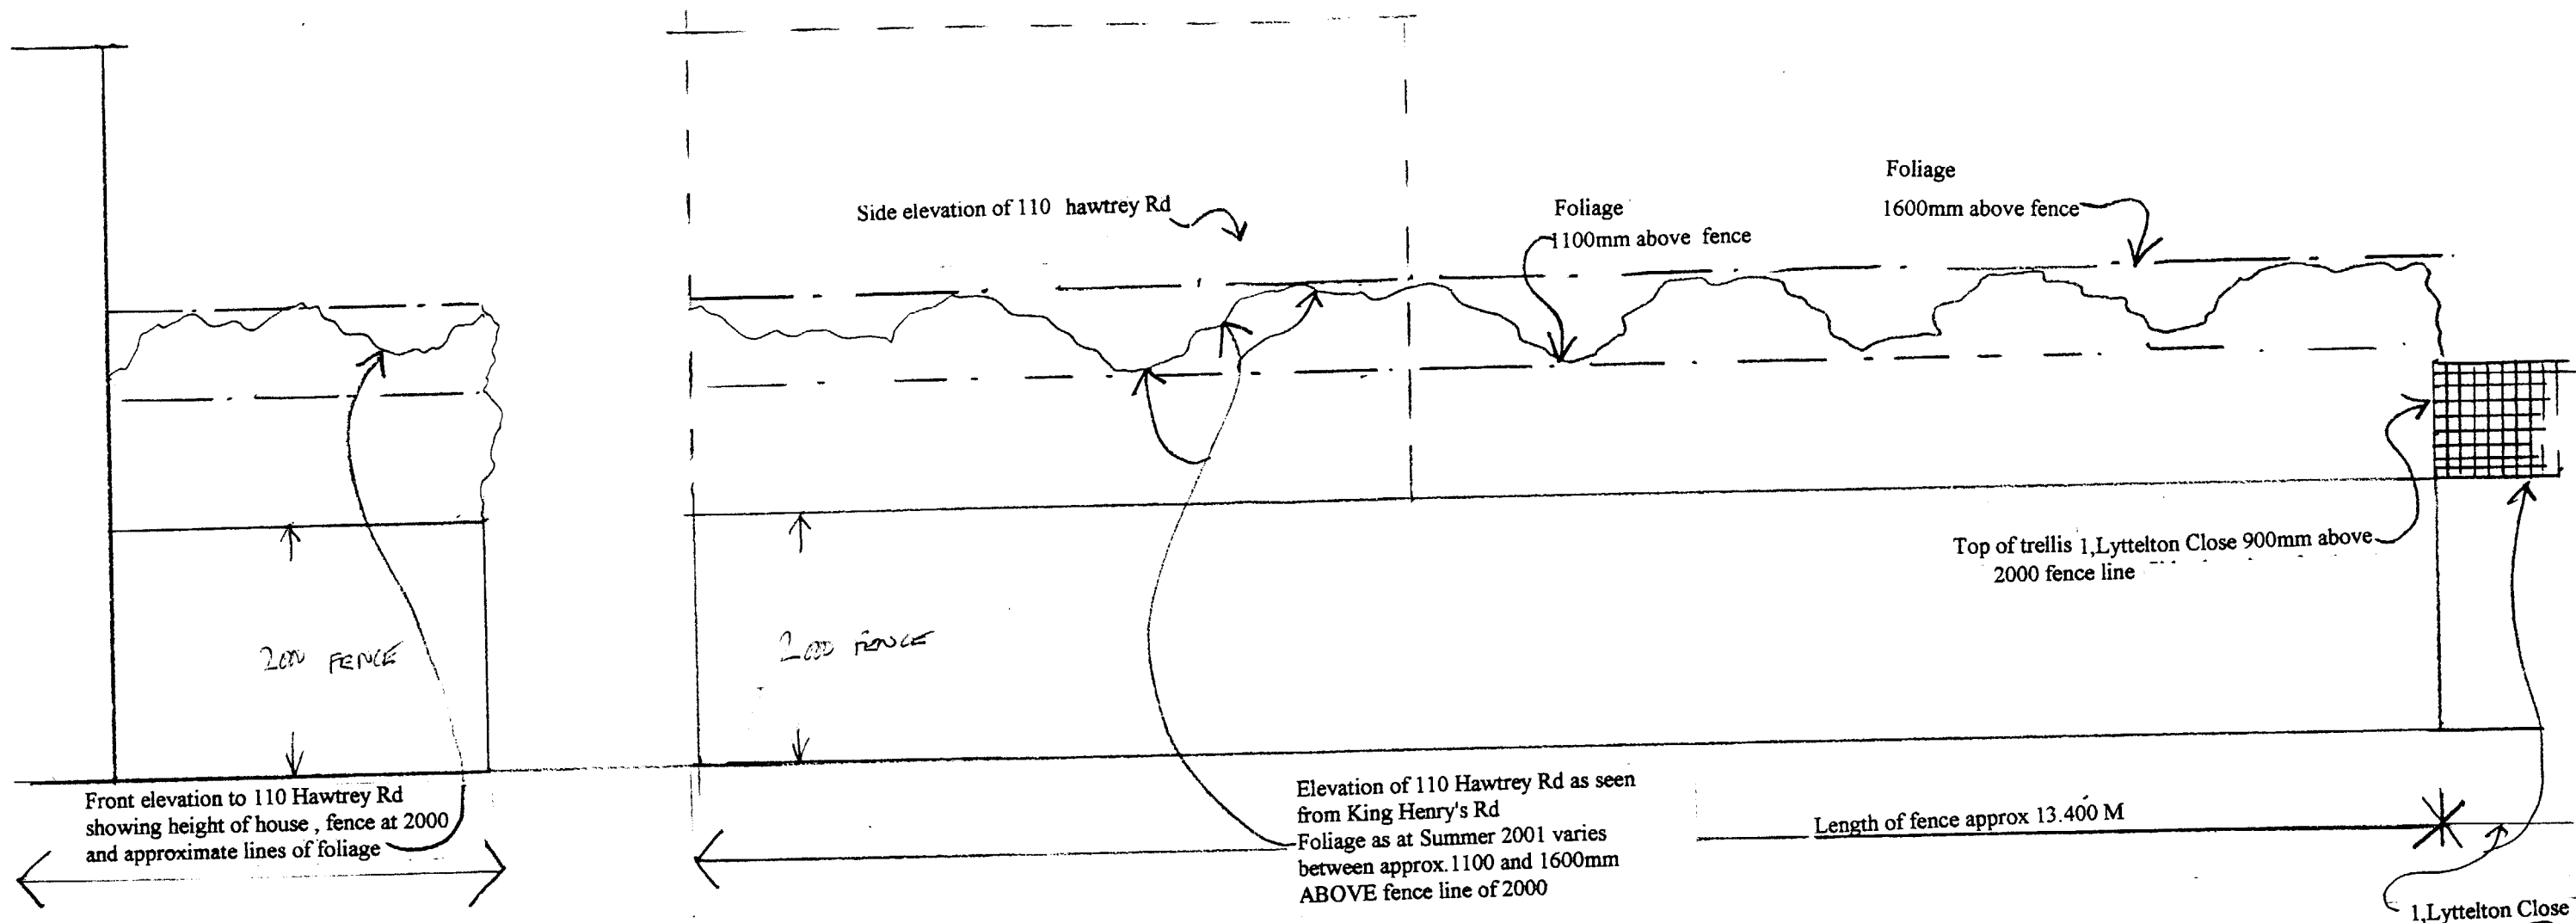 Side elevation of 110 hawtrey Rd
Foliage
1100mm above fence
Foliage
1600mm above fence
Top of trellis 1,Lyttelton Close 900mm above
2000 fence line
2000 FENCE
2000 FENCE
Front elevation to 110 Hawtrey Rd
showing height of house , fence at 2000
and approximate lines of foliage
Elevation of 110 Hawtrey Rd as seen
from King Henry's Rd
Foliage as at Summer 2001 varies
between approx.1100 and 1600mm
ABOVE fence line of 2000
Length of fence approx 13.400 M
1,Lyttelton Close